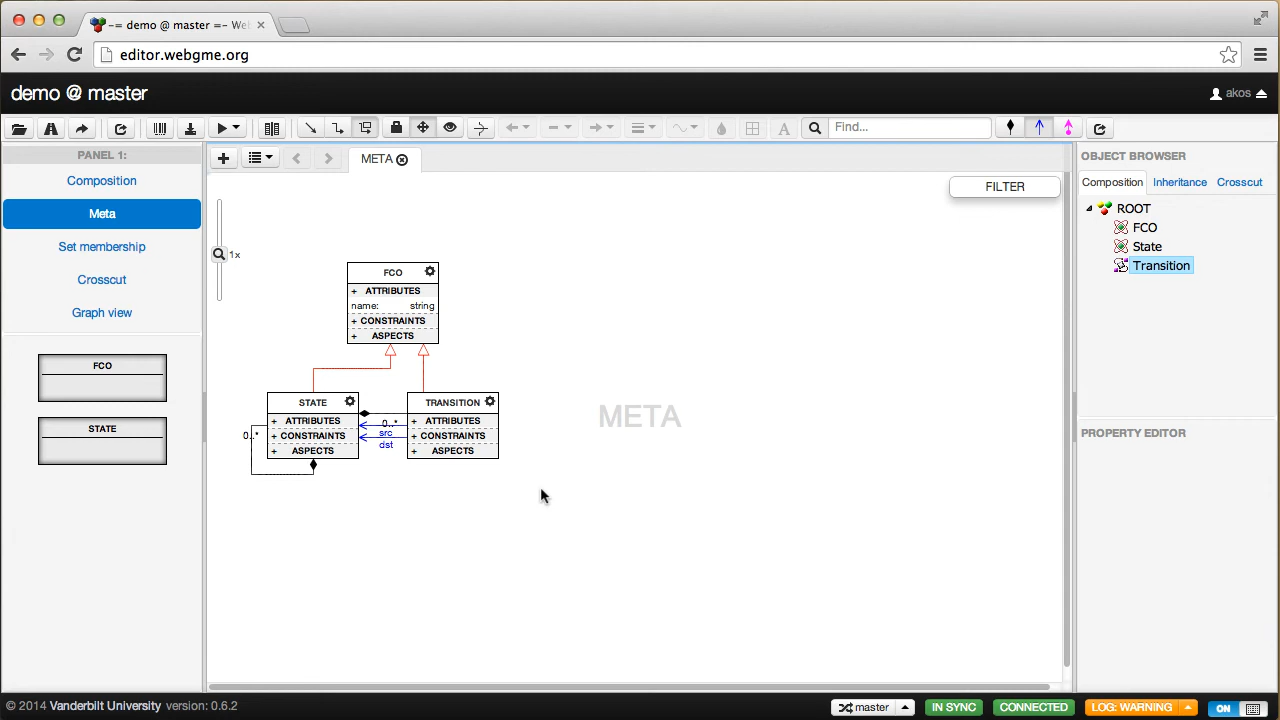 -= demo @ master =- We
editor.webgme.org
demo @ master
akos
Find...
PANEL 1:
Composition
Meta
Set membership
Crosscut
Graph view
FCO
STATE
META
FILTER
1x
FCO
+ ATTRIBUTES
name: string
+ CONSTRAINTS
+ ASPECTS
STATE
+ ATTRIBUTES
+ CONSTRAINTS
+ ASPECTS
0..*
0..*
src
dst
TRANSITION
+ ATTRIBUTES
+ CONSTRAINTS
+ ASPECTS
META
OBJECT BROWSER
Composition Inheritance Crosscut
ROOT
FCO
State
Transition
PROPERTY EDITOR
© 2014 Vanderbilt University version: 0.6.2
master
IN SYNC
CONNECTED
LOG: WARNING
ON